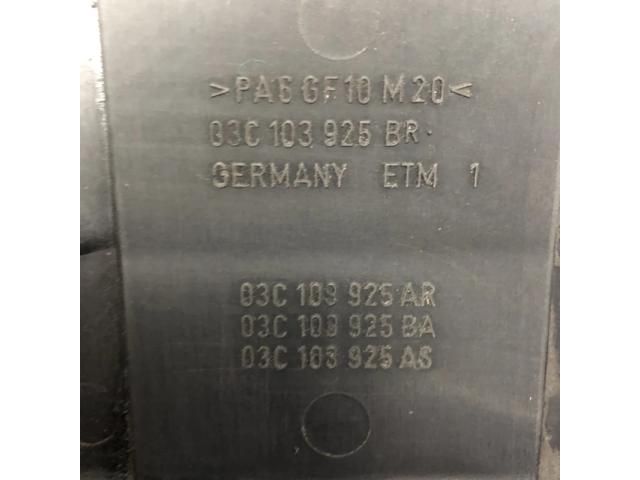 >PA6 GF10 M20<
03C 103 925 BR
GERMANY ETM 1
03C 103 925 AR
03C 103 925 BA
03C 103 925 AS